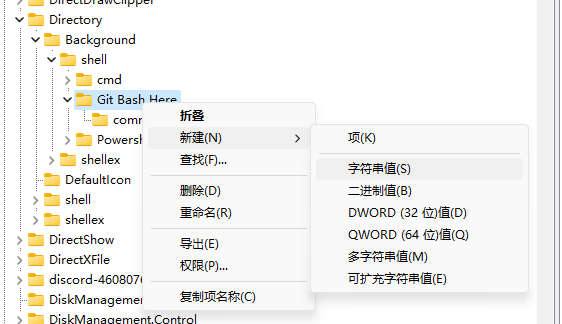 DirectDrawClipper
Directory
Background
shell
cmd
Git Bash Here
折叠
新建(N)
项(K)
Powersh
查找(F)...
shellex
字符串值(S)
DefaultIcon
删除(D)
二进制值(B)
shell
重命名(R)
DWORD (32 位)值(D)
shellex
QWORD (64 位)值(Q)
DirectShow
导出(E)
多字符串值(M)
DirectXFile
权限(P)...
可扩充字符串值(E)
discord-460807
复制项名称(C)
DiskManagement
DiskManagement.Control